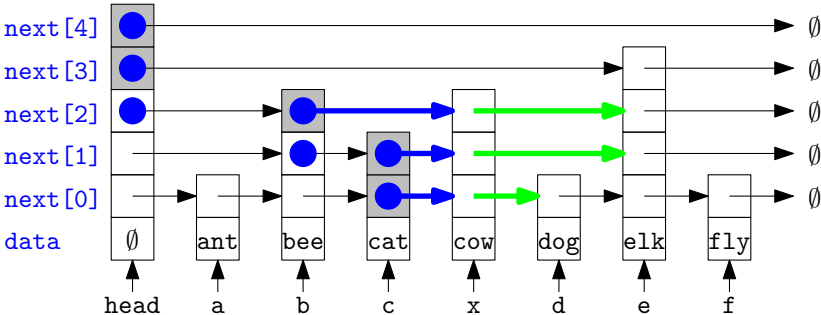 next[4] ∅
next[3] ∅
next[2] ∅
next[1] ∅
next[0] ∅
data ∅ ant bee cat cow dog elk fly
head a b c x d e f